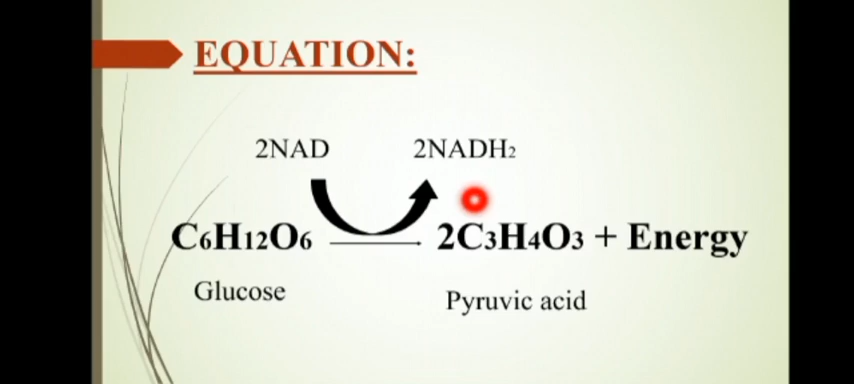 EQUATION:
2NAD 2NADH₂
C₆H₁₂O₆ 2C₃H₄O₃ + Energy
Glucose Pyruvic acid